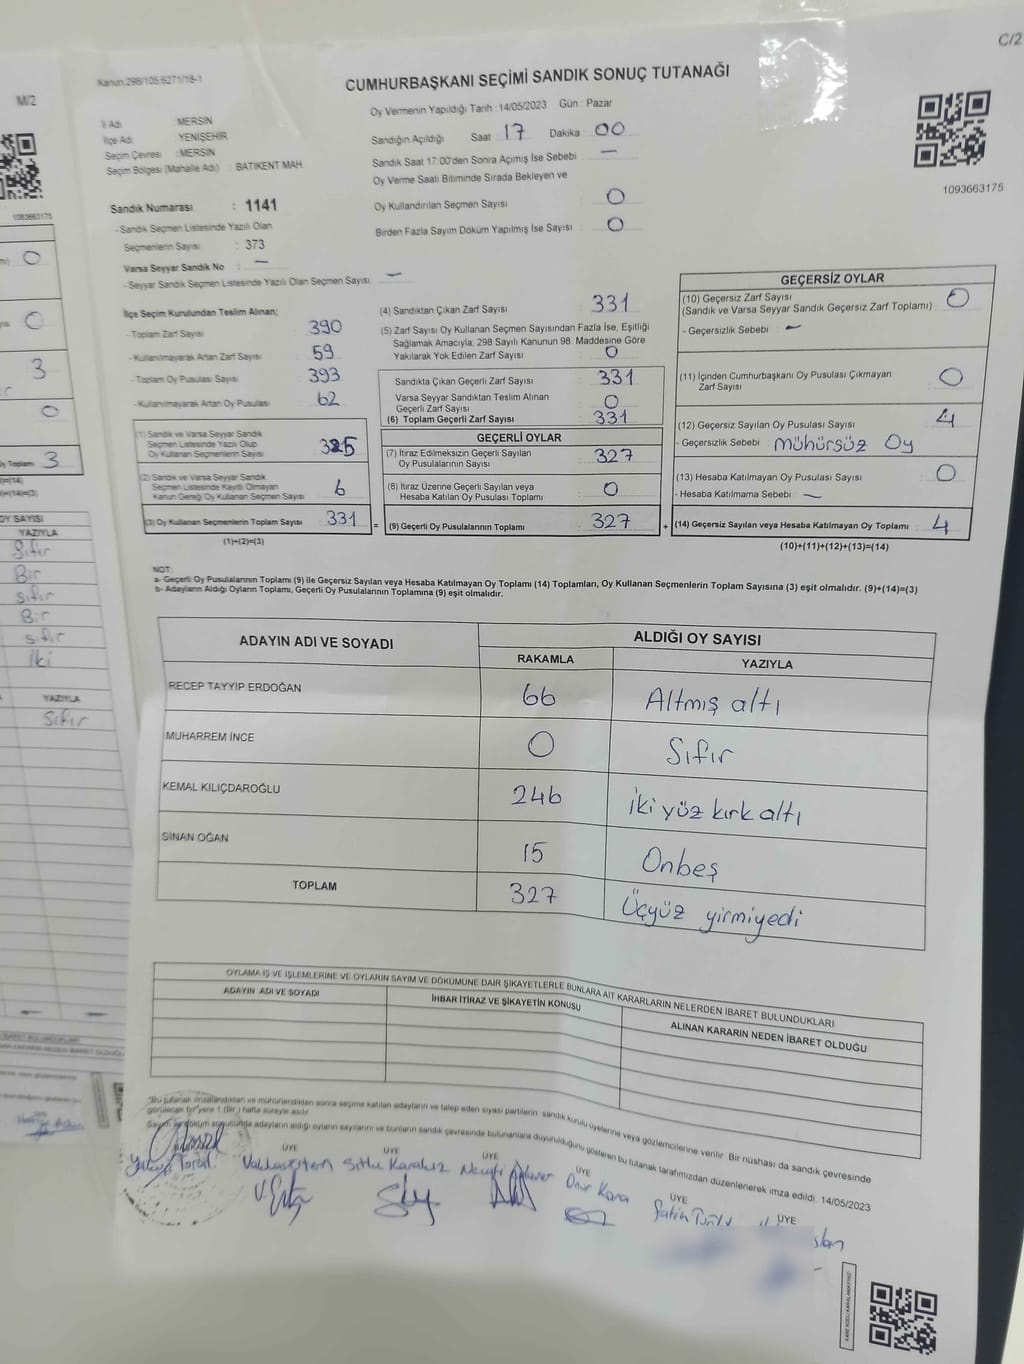 C/2
Kanun:298/105,6271/18-1
CUMHURBAŞKANI SEÇİMİ SANDIK SONUÇ TUTANAĞI
İl Adı : MERSİN
İlçe Adı : YENİŞEHİR
Seçim Çevresi : MERSİN
Seçim Bölgesi (Mahalle Adı) : BATIKENT MAH.
Oy Vermenin Yapıldığı Tarih 14/05/2023 Gün : Pazar
Sandığın Açıldığı Saat 17 Dakika 00
Sandık Saat 17:00'den Sonra Açılmış İse Sebebi —
Oy Verme Saati Bitiminde Sırada Bekleyen ve
Oy Kullandırılan Seçmen Sayısı : 0
Birden Fazla Sayım Döküm Yapılmış İse Sayısı : 0
1093663175
Sandık Numarası : 1141
- Sandık Seçmen Listesinde Yazılı Olan
Seçmenlerin Sayısı : 373
Varsa Seyyar Sandık No : —
- Seyyar Sandık Seçmen Listesinde Yazılı Olan Seçmen Sayısı: —
İlçe Seçim Kurulundan Teslim Alınan;
- Toplam Zarf Sayısı : 390
- Kullanılmayarak Artan Zarf Sayısı : 59
- Toplam Oy Pusulası Sayısı : 393
- Kullanılmayarak Artan Oy Pusulası : 62
(1) Sandık ve Varsa Seyyar Sandık
Seçmen Listesinde Yazılı Olup
Oy Kullanan Seçmenlerin Sayısı 325
(2) Sandık ve Varsa Seyyar Sandık
Seçmen Listesinde Kayıtlı Olmayan
Kanun Gereği Oy Kullanan Seçmen Sayısı 6
(3) Oy Kullanan Seçmenlerin Toplam Sayısı 331
(1)+(2)=(3)
(4) Sandıktan Çıkan Zarf Sayısı : 331
(5) Zarf Sayısı Oy Kullanan Seçmen Sayısından Fazla İse, Eşitliği
Sağlamak Amacıyla; 298 Sayılı Kanunun 98. Maddesine Göre
Yakılarak Yok Edilen Zarf Sayısı : 0
Sandıkta Çıkan Geçerli Zarf Sayısı : 331
Varsa Seyyar Sandıktan Teslim Alınan
Geçerli Zarf Sayısı : 0
(6) Toplam Geçerli Zarf Sayısı : 331
GEÇERLİ OYLAR
(7) İtiraz Edilmeksizin Geçerli Sayılan
Oy Pusulalarının Sayısı : 327
(8) İtiraz Üzerine Geçerli Sayılan veya
Hesaba Katılan Oy Pusulası Toplamı : 0
= (9) Geçerli Oy Pusulalarının Toplamı : 327
GEÇERSİZ OYLAR
(10) Geçersiz Zarf Sayısı
(Sandık ve Varsa Seyyar Sandık Geçersiz Zarf Toplamı) : 0
- Geçersizlik Sebebi : —
(11) İçinden Cumhurbaşkanı Oy Pusulası Çıkmayan
Zarf Sayısı : 0
(12) Geçersiz Sayılan Oy Pusulası Sayısı : 4
- Geçersizlik Sebebi : mühürsüz Oy
(13) Hesaba Katılmayan Oy Pusulası Sayısı : 0
- Hesaba Katılmama Sebebi : —
+ (14) Geçersiz Sayılan veya Hesaba Katılmayan Oy Toplamı : 4
(10)+(11)+(12)+(13)=(14)
NOT:
a- Geçerli Oy Pusulalarının Toplamı (9) ile Geçersiz Sayılan veya Hesaba Katılmayan Oy Toplamı (14) Toplamları, Oy Kullanan Seçmenlerin Toplam Sayısına (3) eşit olmalıdır. (9)+(14)=(3)
b- Adayların Aldığı Oyların Toplamı, Geçerli Oy Pusulalarının Toplamına (9) eşit olmalıdır.
ADAYIN ADI VE SOYADI ALDIĞI OY SAYISI
RAKAMLA YAZIYLA
RECEP TAYYİP ERDOĞAN 66 Altmış altı
MUHARREM İNCE 0 Sıfır
KEMAL KILIÇDAROĞLU 246 iki yüz kırk altı
SİNAN OĞAN 15 Onbeş
TOPLAM 327 Üçyüz yirmiyedi
OYLAMA İŞ VE İŞLEMLERİNE VE OYLARIN SAYIM VE DÖKÜMÜNE DAİR ŞİKAYETLERLE BUNLARA AİT KARARLARIN NELERDEN İBARET BULUNDUKLARI
ADAYIN ADI VE SOYADI İHBAR İTİRAZ VE ŞİKAYETİN KONUSU ALINAN KARARIN NEDEN İBARET OLDUĞU
*Bu tutanak imzalandıktan ve mühürlendikten sonra seçime katılan adayların ve talep eden siyasi partilerin sandık kurulu üyelerine veya gözlemcilerine verilir. Bir nüshası da sandık çevresinde
görülecek bir yere 1 (Bir) hafta süreyle asılır.
Sayım ve döküm sonucunda adayların aldığı oyların sayılarını ve bunların sandık çevresinde bulunanlara duyurulduğunu gösteren bu tutanak tarafımızdan düzenlenerek imza edildi. 14/05/2023
ÜYE ÜYE ÜYE ÜYE ÜYE ÜYE
Onur Kara
M/2
1093663175
0
0
3
0
Oy Toplamı 3
OY SAYISI
YAZIYLA
Sıfır
Bir
Sıfır
Bir
sıfır
iki
YAZIYLA
Sıfır